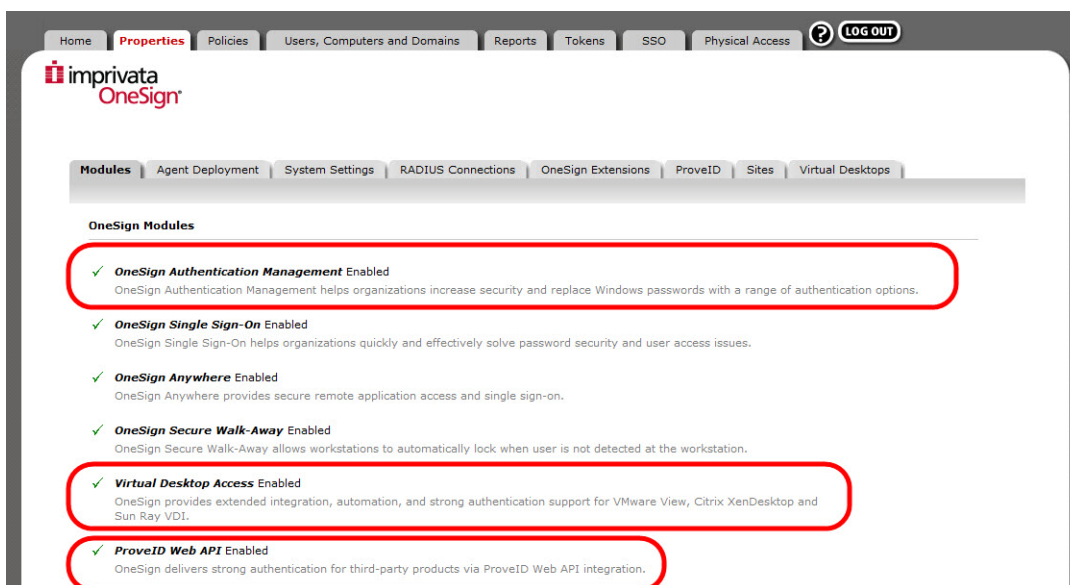 Home Properties Policies Users, Computers and Domains Reports Tokens SSO Physical Access ? LOG OUT
imprivata
OneSign®
Modules Agent Deployment System Settings RADIUS Connections OneSign Extensions ProveID Sites Virtual Desktops
OneSign Modules
✓ OneSign Authentication Management Enabled
OneSign Authentication Management helps organizations increase security and replace Windows passwords with a range of authentication options.
✓ OneSign Single Sign-On Enabled
OneSign Single Sign-On helps organizations quickly and effectively solve password security and user access issues.
✓ OneSign Anywhere Enabled
OneSign Anywhere provides secure remote application access and single sign-on.
✓ OneSign Secure Walk-Away Enabled
OneSign Secure Walk-Away allows workstations to automatically lock when user is not detected at the workstation.
✓ Virtual Desktop Access Enabled
OneSign provides extended integration, automation, and strong authentication support for VMware View, Citrix XenDesktop and
Sun Ray VDI.
✓ ProveID Web API Enabled
OneSign delivers strong authentication for third-party products via ProveID Web API integration.